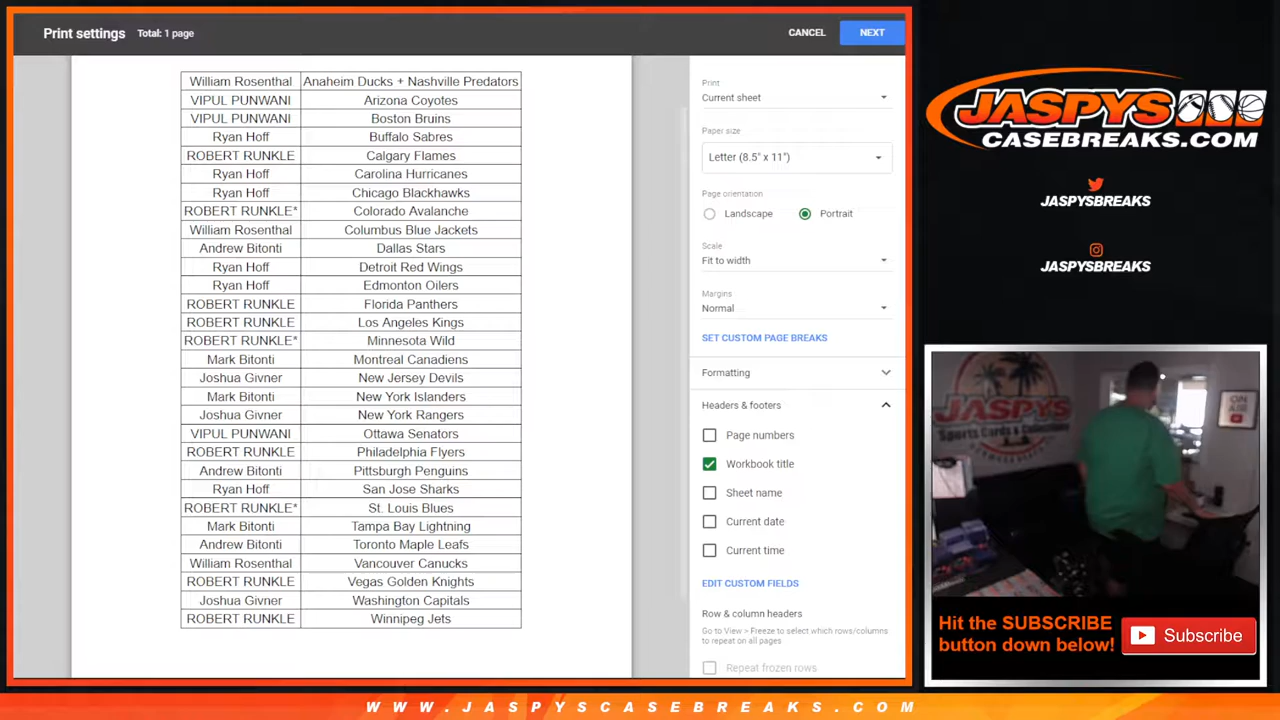 Print settings Total: 1 page CANCEL NEXT
William Rosenthal Anaheim Ducks + Nashville Predators
VIPUL PUNWANI Arizona Coyotes
VIPUL PUNWANI Boston Bruins
Ryan Hoff Buffalo Sabres
ROBERT RUNKLE Calgary Flames
Ryan Hoff Carolina Hurricanes
Ryan Hoff Chicago Blackhawks
ROBERT RUNKLE* Colorado Avalanche
William Rosenthal Columbus Blue Jackets
Andrew Bitonti Dallas Stars
Ryan Hoff Detroit Red Wings
Ryan Hoff Edmonton Oilers
ROBERT RUNKLE Florida Panthers
ROBERT RUNKLE Los Angeles Kings
ROBERT RUNKLE* Minnesota Wild
Mark Bitonti Montreal Canadiens
Joshua Givner New Jersey Devils
Mark Bitonti New York Islanders
Joshua Givner New York Rangers
VIPUL PUNWANI Ottawa Senators
ROBERT RUNKLE Philadelphia Flyers
Andrew Bitonti Pittsburgh Penguins
Ryan Hoff San Jose Sharks
ROBERT RUNKLE* St. Louis Blues
Mark Bitonti Tampa Bay Lightning
Andrew Bitonti Toronto Maple Leafs
William Rosenthal Vancouver Canucks
ROBERT RUNKLE Vegas Golden Knights
Joshua Givner Washington Capitals
ROBERT RUNKLE Winnipeg Jets
Print
Current sheet
Paper size
Letter (8.5" x 11")
Page orientation
Landscape Portrait
Scale
Fit to width
Margins
Normal
SET CUSTOM PAGE BREAKS
Formatting
Headers & footers
Page numbers
Workbook title
Sheet name
Current date
Current time
EDIT CUSTOM FIELDS
Row & column headers
Go to View > Freeze to select which rows/columns
to repeat on all pages
Repeat frozen rows
JASPYS
CASEBREAKS.COM
JASPYSBREAKS
JASPYSBREAKS
JASPYS
Sports Cards & Collectibles
ON
AIR
Hit the SUBSCRIBE
button down below!
Subscribe
WWW.JASPYSCASEBREAKS.COM